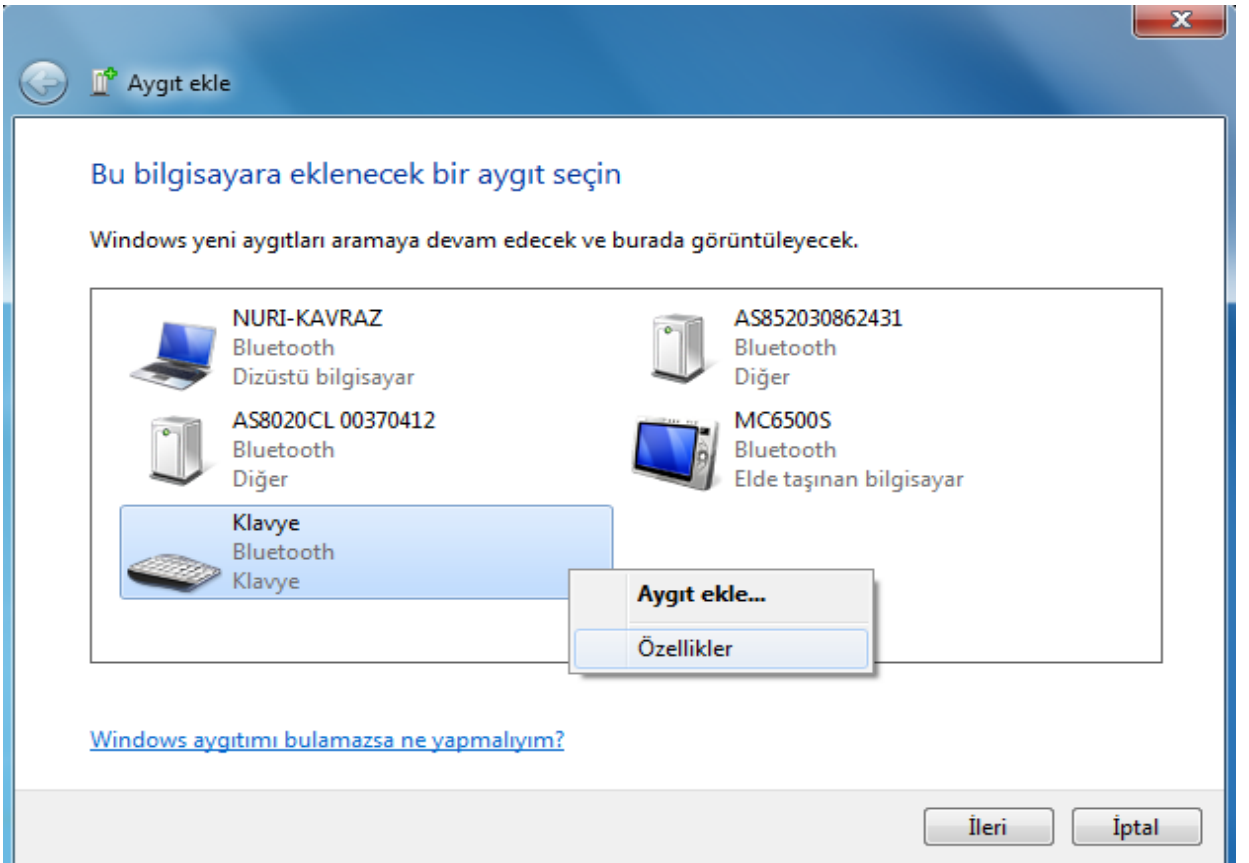 Aygıt ekle
Bu bilgisayara eklenecek bir aygıt seçin
Windows yeni aygıtları aramaya devam edecek ve burada görüntüleyecek.
NURI-KAVRAZ
Bluetooth
Dizüstü bilgisayar
AS852030862431
Bluetooth
Diğer
AS8020CL 00370412
Bluetooth
Diğer
MC6500S
Bluetooth
Elde taşınan bilgisayar
Klavye
Bluetooth
Klavye
Aygıt ekle...
Özellikler
Windows aygıtımı bulamazsa ne yapmalıyım?
İleri
İptal